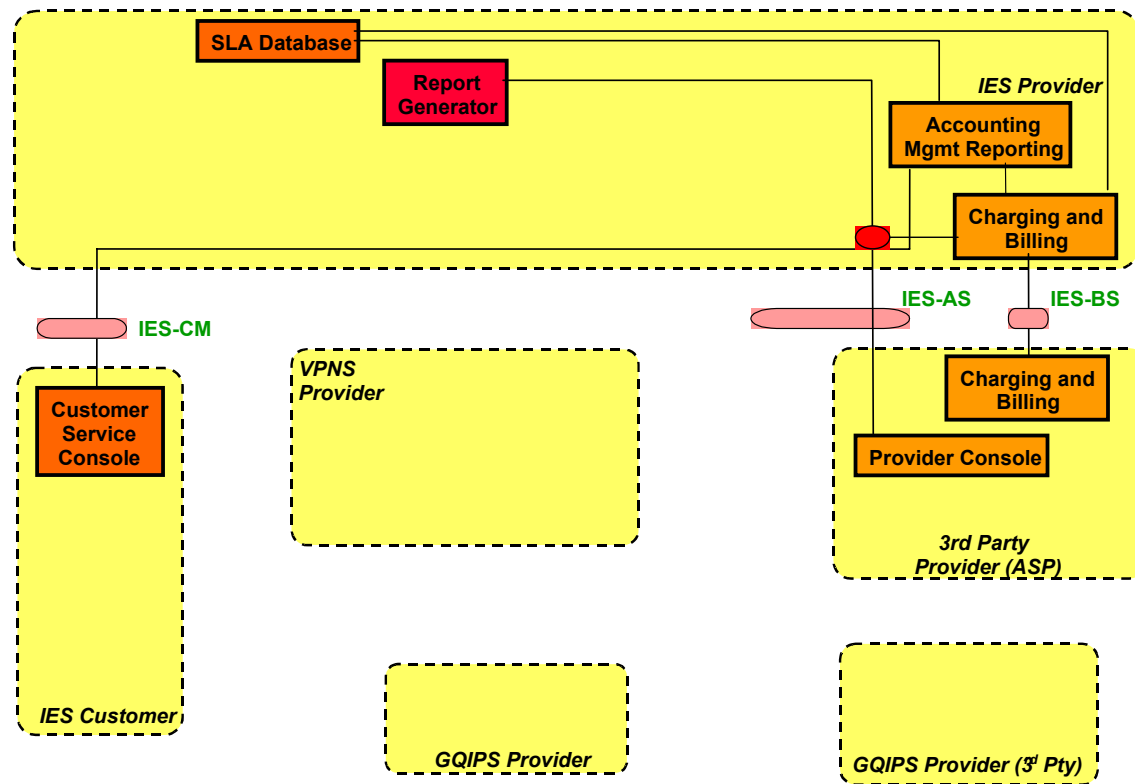 SLA Database
Report
Generator
IES Provider
Accounting
Mgmt Reporting
Charging and
Billing
IES-CM
IES-AS
IES-BS
VPNS
Provider
Customer
Service
Console
Charging and
Billing
Provider Console
3rd Party
Provider (ASP)
IES Customer
GQIPS Provider
GQIPS Provider (3rd Pty)